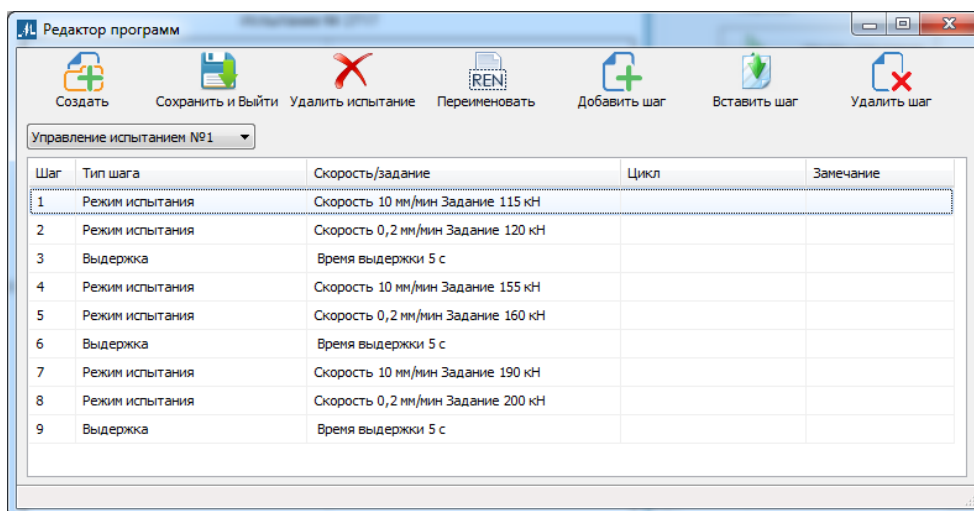 Редактор программ
Создать Сохранить и Выйти Удалить испытание Переименовать Добавить шаг Вставить шаг Удалить шаг
REN
Управление испытанием №1
Шаг Тип шага Скорость/задание Цикл Замечание
1 Режим испытания Скорость 10 мм/мин Задание 115 кН
2 Режим испытания Скорость 0,2 мм/мин Задание 120 кН
3 Выдержка Время выдержки 5 с
4 Режим испытания Скорость 10 мм/мин Задание 155 кН
5 Режим испытания Скорость 0,2 мм/мин Задание 160 кН
6 Выдержка Время выдержки 5 с
7 Режим испытания Скорость 10 мм/мин Задание 190 кН
8 Режим испытания Скорость 0,2 мм/мин Задание 200 кН
9 Выдержка Время выдержки 5 с